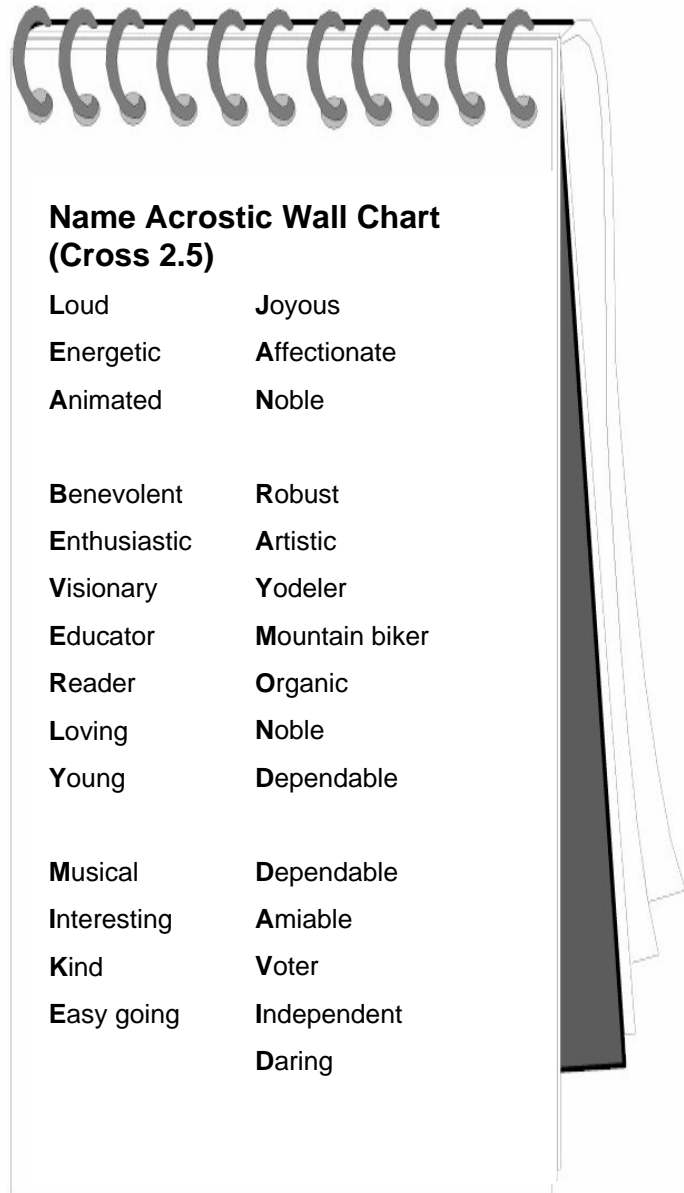 Name Acrostic Wall Chart
(Cross 2.5)
Loud
Energetic
Animated
Joyous
Affectionate
Noble
Benevolent
Enthusiastic
Visionary
Educator
Reader
Loving
Young
Robust
Artistic
Yodeler
Mountain biker
Organic
Noble
Dependable
Musical
Interesting
Kind
Easy going
Dependable
Amiable
Voter
Independent
Daring